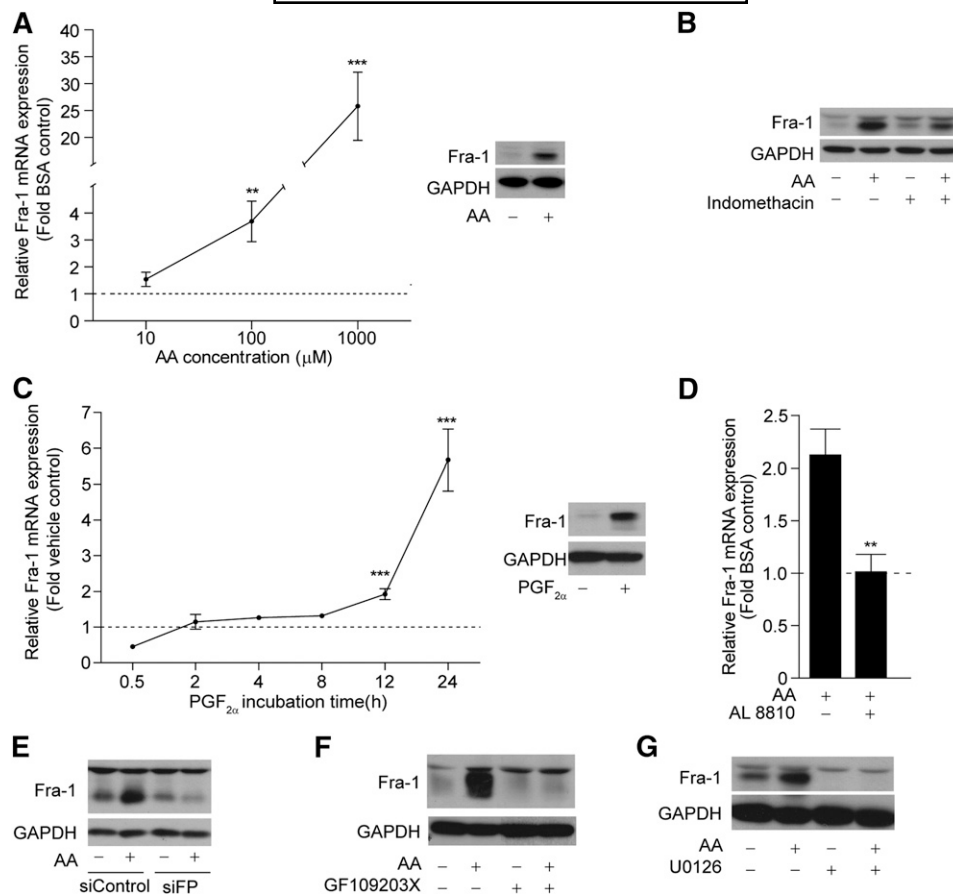 A
Relative Fra-1 mRNA expression
(Fold BSA control)
40
35
30
25
20
4
3
2
1
0
***
**
10 100 1000
AA concentration (μM)
Fra-1
GAPDH
AA − +
B
Fra-1
GAPDH
AA − + − +
Indomethacin − − + +
C
Relative Fra-1 mRNA expression
(Fold vehicle control)
7
6
5
4
3
2
1
0
***
***
0.5 2 4 8 12 24
PGF2α incubation time(h)
Fra-1
GAPDH
PGF2α − +
D
Relative Fra-1 mRNA expression
(Fold BSA control)
2.5
2.0
1.5
1.0
0.5
0
**
AA + +
AL 8810 − +
E
Fra-1
GAPDH
AA − + − +
siControl siFP
F
Fra-1
GAPDH
AA − + − +
GF109203X − − + +
G
Fra-1
GAPDH
AA − + − +
U0126 − − + +